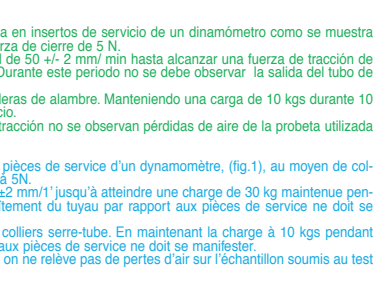 a en insertos de servicio de un dinamómetro como se muestra
rza de cierre de 5 N.
d de 50 +/- 2 mm/ min hasta alcanzar una fuerza de tracción de
Durante este periodo no se debe observar la salida del tubo de
deras de alambre. Manteniendo una carga de 10 kgs durante 10
cio.
tracción no se observan pérdidas de aire de la probeta utilizada
pièces de service d'un dynamomètre, (fig.1), au moyen de col-
à 5N.
±2 mm/1' jusqu'à atteindre une charge de 30 kg maintenue pen-
îtement du tuyau par rapport aux pièces de service ne doit se
colliers serre-tube. En maintenant la charge à 10 kgs pendant
aux pièces de service ne doit se manifester.
on ne relève pas de pertes d'air sur l'échantillon soumis au test